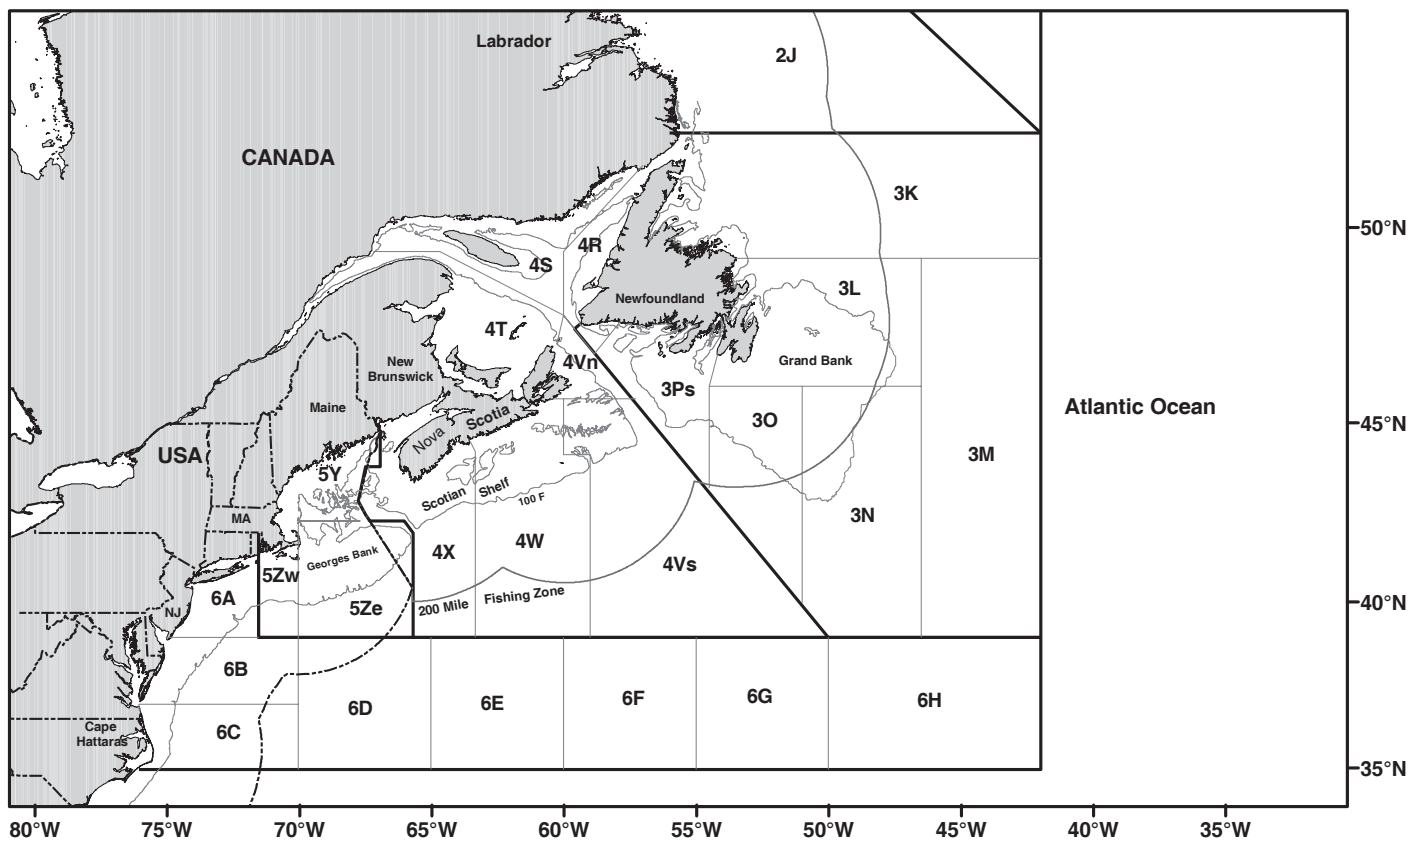 Labrador
2J
CANADA
3K
50°N
4R
4S
Newfoundland
3L
4T
Grand Bank
4Vn
New
Brunswick
3Ps
Maine
3O
Atlantic Ocean
Nova Scotia
45°N
USA
3M
5Y
Scotian Shelf
100 F
MA
3N
4W
4X
Georges Bank
4Vs
5Zw
6A
5Ze
200 Mile Fishing Zone
40°N
NJ
6B
6D
6E
6F
6G
6H
Cape
Hattaras
6C
35°N
80°W 75°W 70°W 65°W 60°W 55°W 50°W 45°W 40°W 35°W